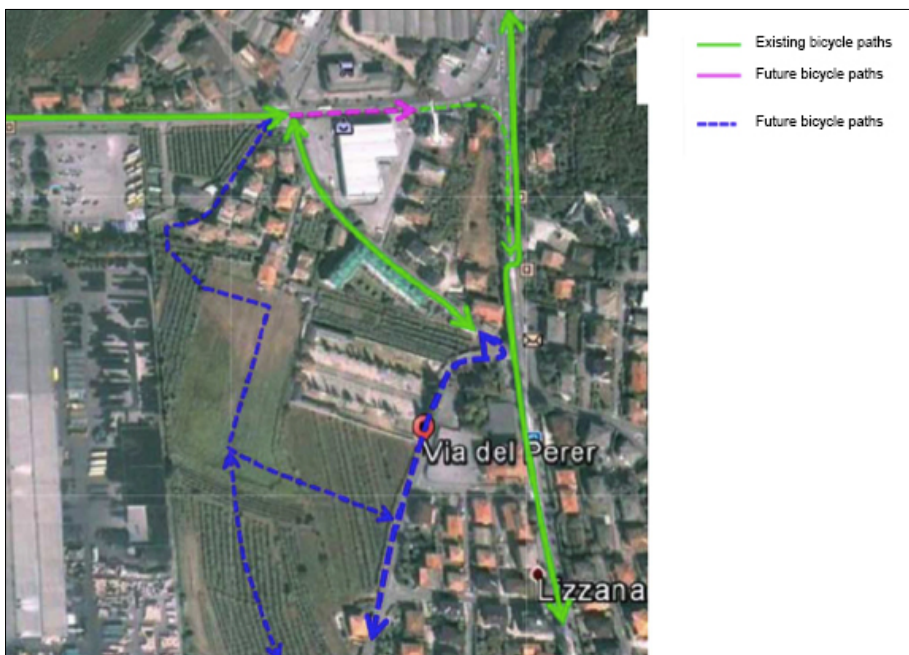 Existing bicycle paths
Future bicycle paths
Future bicycle paths
Via del Perer
Lizzana